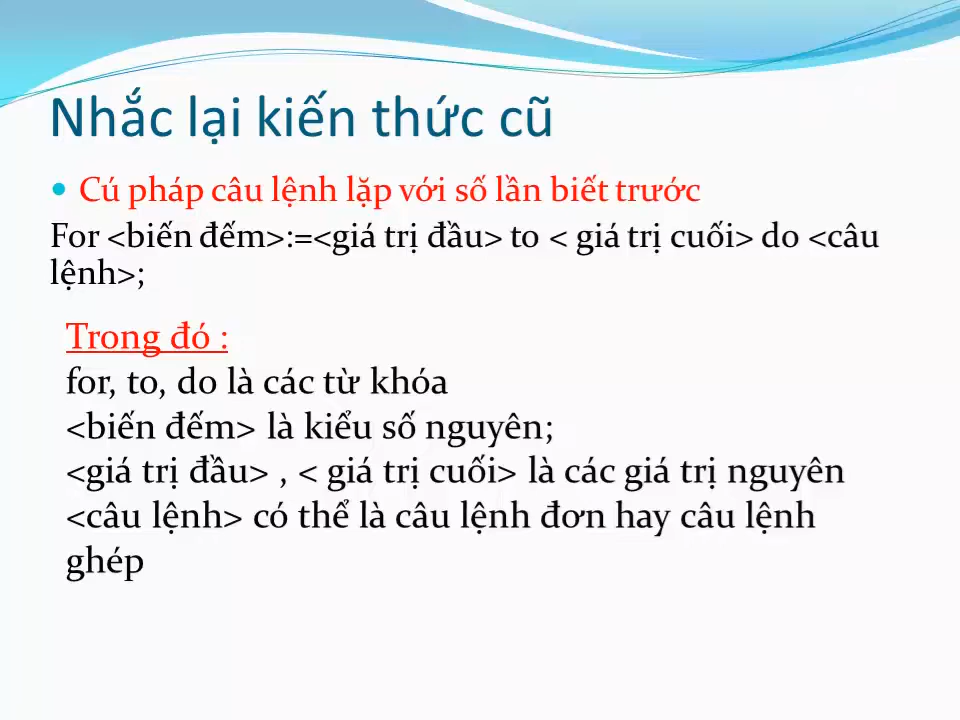 Nhắc lại kiến thức cũ
Cú pháp câu lệnh lặp với số lần biết trước
For <biến đếm>:=<giá trị đầu> to < giá trị cuối> do <câu
lệnh>;
Trong đó :
for, to, do là các từ khóa
<biến đếm> là kiểu số nguyên;
<giá trị đầu> , < giá trị cuối> là các giá trị nguyên
<câu lệnh> có thể là câu lệnh đơn hay câu lệnh
ghép